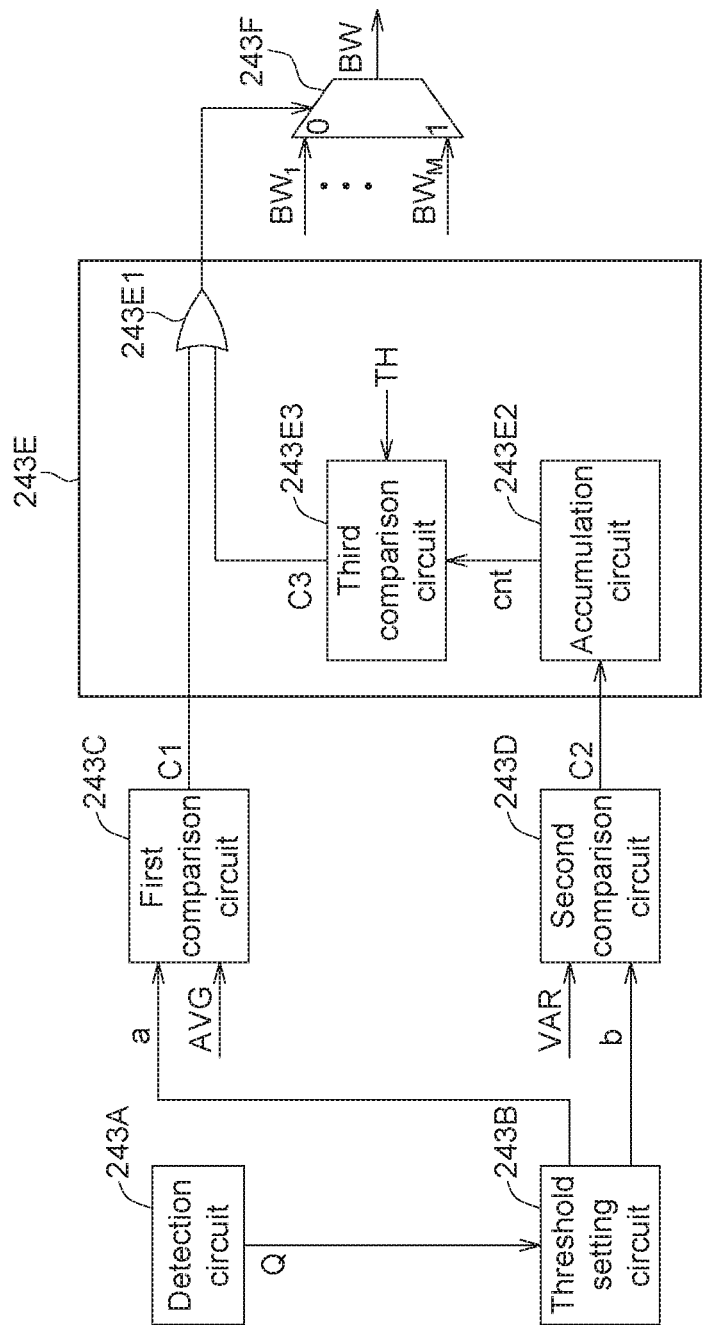 243A
Detection
circuit
Q
243B
Threshold
setting
circuit
a
AVG
243C
First
comparison
circuit
C1
VAR
b
243D
Second
comparison
circuit
C2
243E
243E1
C3
243E3
Third
comparison
circuit
TH
cnt
243E2
Accumulation
circuit
BW1
BWM
0
1
243F
BW